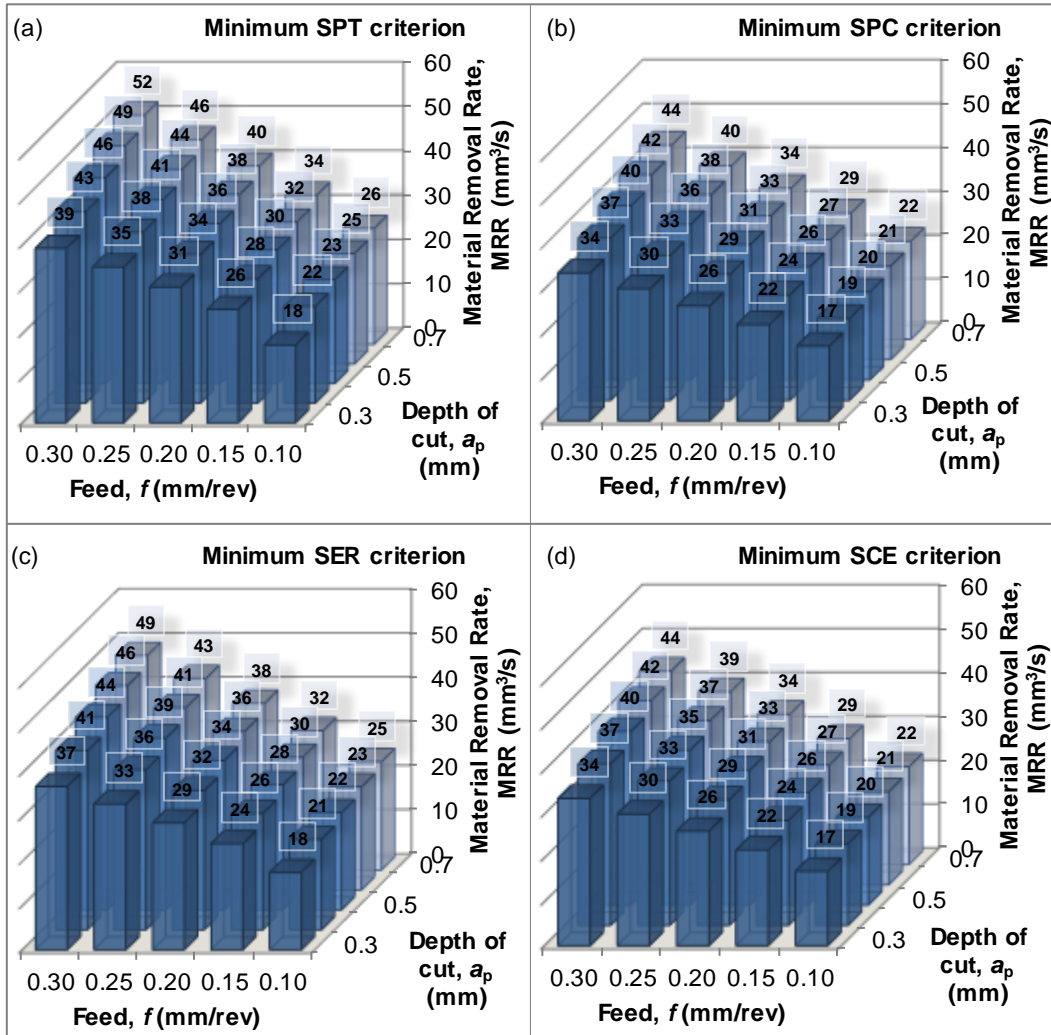 (a) Minimum SPT criterion
60
50
40
30
20
10
0
Material Removal Rate,
MRR (mm³/s)
52
49 46
46 44 40
43 41 38 34
39 38 36 32 26
35 34 30 25
31 28 23
26 22
18
0.7
0.5
0.3
Depth of
cut, ap
(mm)
0.30 0.25 0.20 0.15 0.10
Feed, f (mm/rev)
(b) Minimum SPC criterion
60
50
40
30
20
10
0
Material Removal Rate,
MRR (mm³/s)
44
42 40
40 38 34
37 36 33 29
34 33 31 27 22
30 29 26 21
26 24 20
22 19
17
0.7
0.5
0.3
Depth of
cut, ap
(mm)
0.30 0.25 0.20 0.15 0.10
Feed, f (mm/rev)
(c) Minimum SER criterion
60
50
40
30
20
10
0
Material Removal Rate,
MRR (mm³/s)
49
46 43
44 41 38
41 39 36 32
37 36 34 30 25
33 32 28 23
29 26 22
24 21
18
0.7
0.5
0.3
Depth of
cut, ap
(mm)
0.30 0.25 0.20 0.15 0.10
Feed, f (mm/rev)
(d) Minimum SCE criterion
60
50
40
30
20
10
0
Material Removal Rate,
MRR (mm³/s)
44
42 39
40 37 34
37 35 33 29
34 33 31 27 22
30 29 26 21
26 24 20
22 19
17
0.7
0.5
0.3
Depth of
cut, ap
(mm)
0.30 0.25 0.20 0.15 0.10
Feed, f (mm/rev)